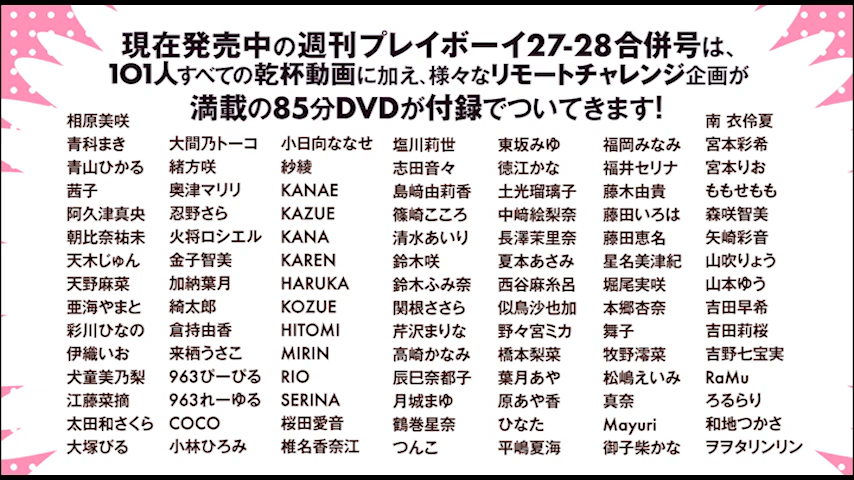 現在発売中の週刊プレイボーイ27-28合併号は、
101人すべての乾杯動画に加え、様々なリモートチャレンジ企画が
満載の85分DVDが付録でついてきます!
相原美咲
青科まき
青山ひかる
茜子
阿久津真央
朝比奈祐未
天木じゅん
天野麻菜
亜海やまと
彩川ひなの
伊織いお
犬童美乃梨
江藤菜摘
太田和さくら
大塚びる
大間乃トーコ
緒方咲
奥津マリリ
忍野さら
火将ロシエル
金子智美
加納葉月
綺太郎
倉持由香
来栖うさこ
963ぴーぴる
963れーゆる
COCO
小林ひろみ
小日向ななせ
紗綾
KANAE
KAZUE
KANA
KAREN
HARUKA
KOZUE
HITOMI
MIRIN
RIO
SERINA
桜田愛音
椎名香奈江
塩川莉世
志田音々
島﨑由莉香
篠崎こころ
清水あいり
鈴木咲
鈴木ふみ奈
関根ささら
芹沢まりな
高崎かなみ
辰巳奈都子
月城まゆ
鶴巻星奈
つんこ
東坂みゆ
徳江かな
土光瑠璃子
中﨑絵梨奈
長澤茉里奈
夏本あさみ
西谷麻糸呂
似鳥沙也加
野々宮ミカ
橋本梨菜
葉月あや
原あや香
ひなた
平嶋夏海
福岡みなみ
福井セリナ
藤木由貴
藤田いろは
藤田恵名
星名美津紀
堀尾実咲
本郷杏奈
舞子
牧野澪菜
松嶋えいみ
真奈
Mayuri
御子柴かな
南 衣伶夏
宮本彩希
宮本りお
ももせもも
森咲智美
矢崎彩音
山吹りょう
山本ゆう
吉田早希
吉田莉桜
吉野七宝実
RaMu
ろるらり
和地つかさ
ヲヲタリンリン